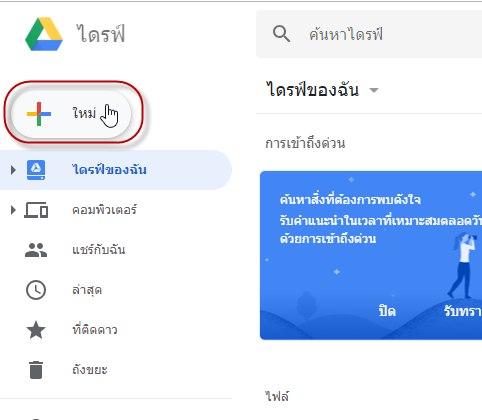 ไดรฟ์
ค้นหาไดรฟ์
ใหม่
ไดรฟ์ของฉัน
ไดรฟ์ของฉัน
คอมพิวเตอร์
แชร์กับฉัน
ล่าสุด
ที่ติดดาว
ถังขยะ
การเข้าถึงด่วน
ค้นหาสิ่งที่ต้องการพบดังใจ
รับคำแนะนำในเวลาที่เหมาะสมตลอดวัน
ด้วยการเข้าถึงด่วน
ปิด
รับทรา
ไฟล์